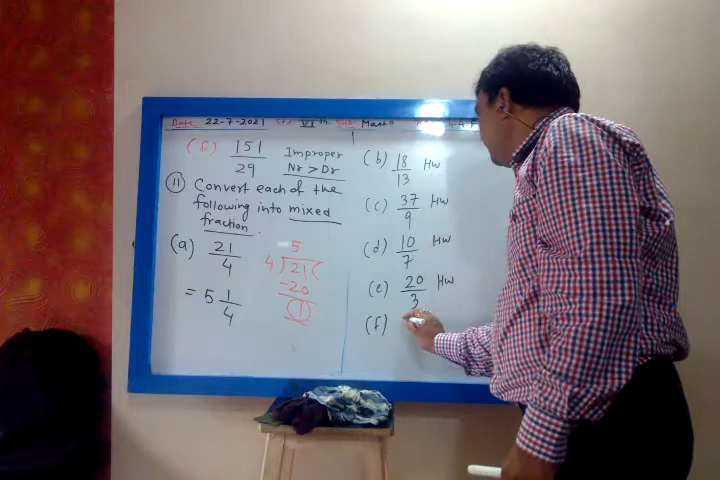 Date 22-7-2021 Std VI th Sub Maths
(f) 151/29 Improper
Nr > Dr
(11) Convert each of the
following into mixed
fraction.
(a) 21/4
5
4) 21 (
-20
1
= 5 1/4
(b) 18/13 HW
(c) 37/9 HW
(d) 10/7 HW
(e) 20/3 HW
(f)